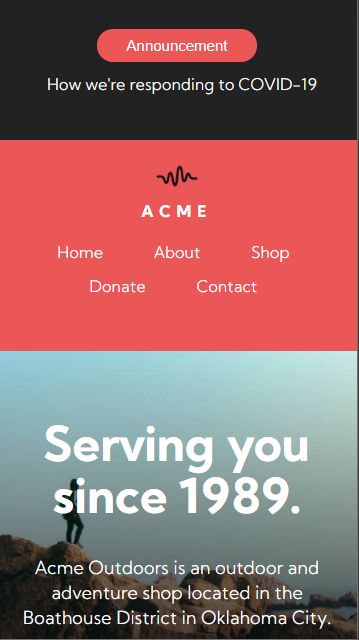 Announcement
How we're responding to COVID-19
ACME
Home About Shop
Donate Contact
Serving you
since 1989.
Acme Outdoors is an outdoor and
adventure shop located in the
Boathouse District in Oklahoma City.